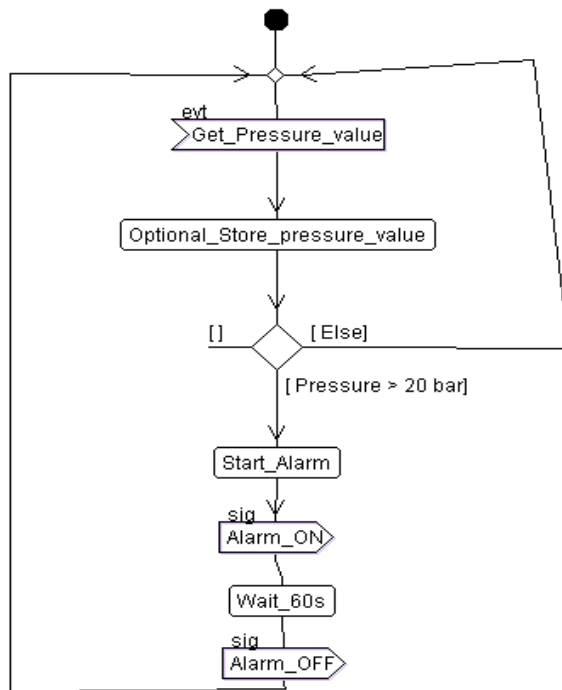 evt
Get_Pressure_value
Optional_Store_pressure_value
[ ] [ Else]
[ Pressure > 20 bar]
Start_Alarm
sig
Alarm_ON
Wait_60s
sig
Alarm_OFF